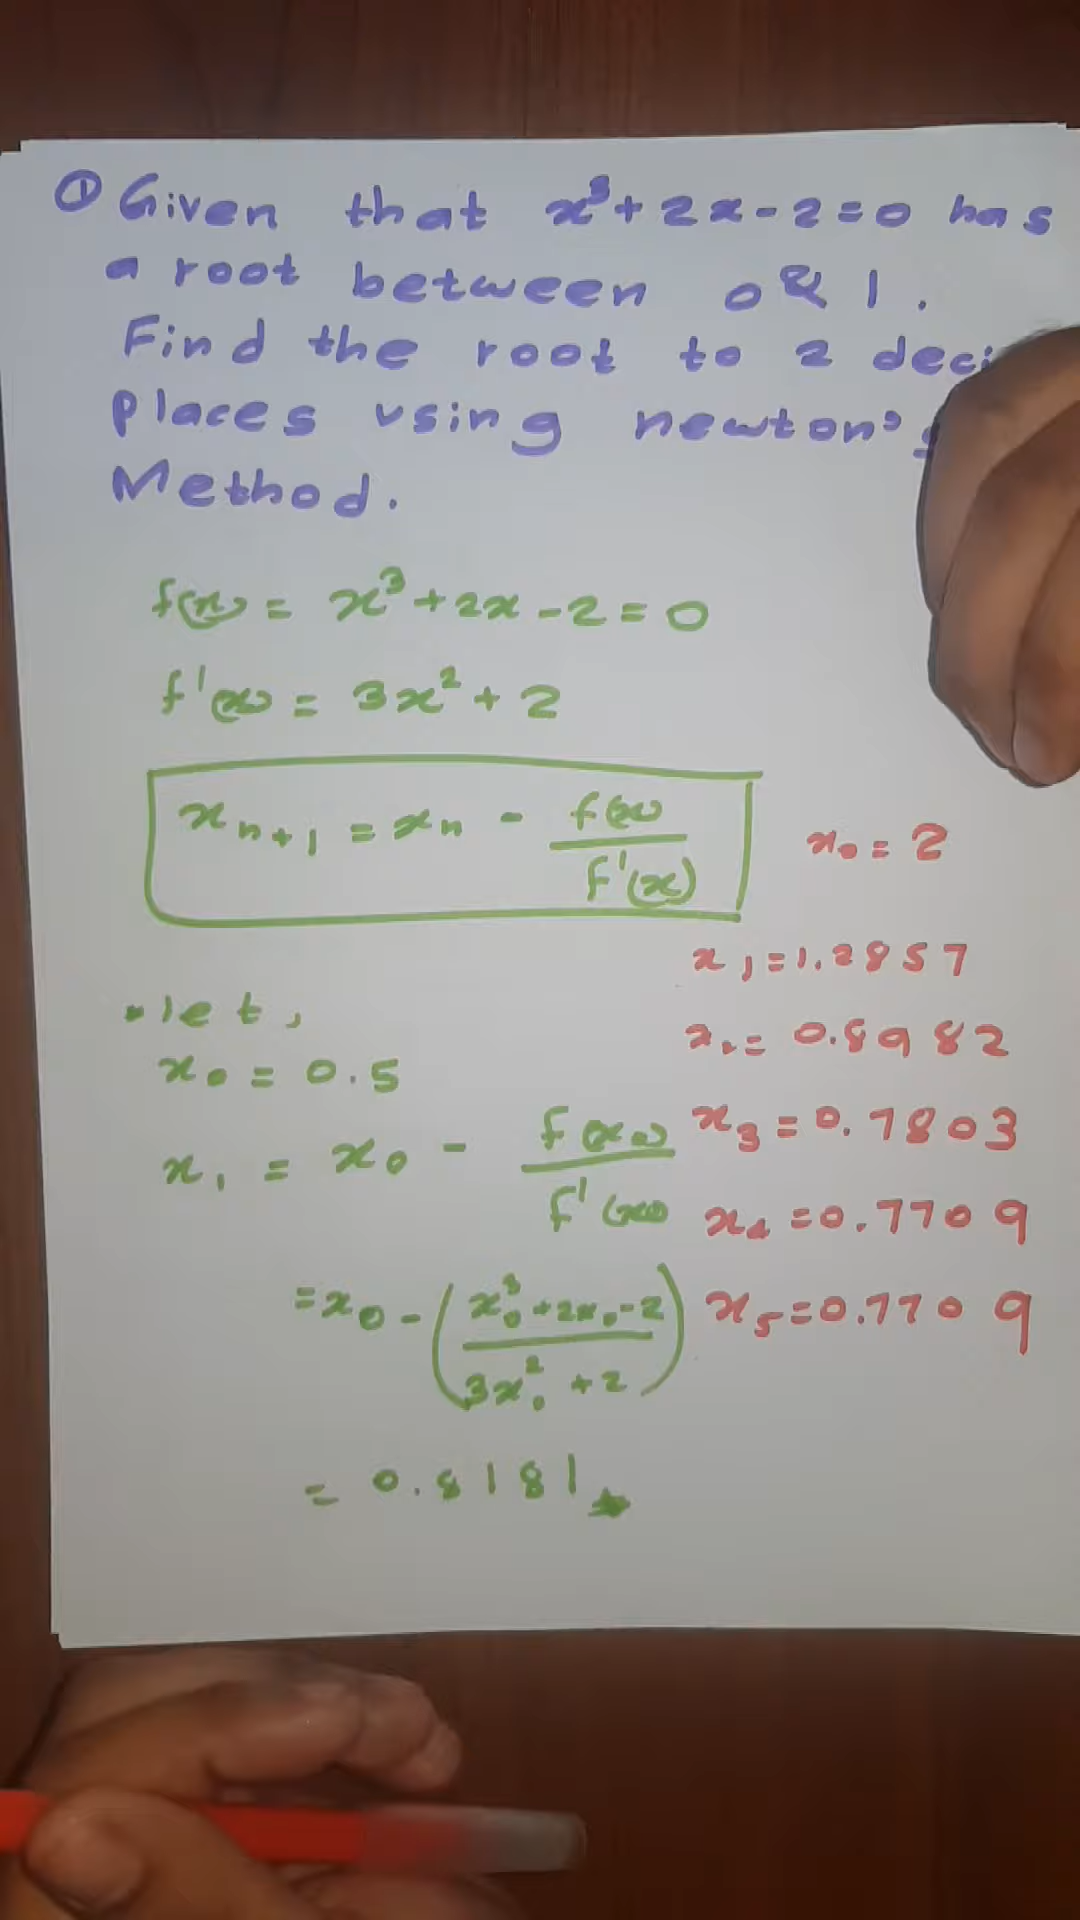 ① Given that x³+2x-2=0 has
a root between 0 & 1.
Find the root to 2 deci
places using newton's
Method.
f(x) = x³+2x-2=0
f'(x) = 3x²+2
xₙ₊₁ = xₙ - f(x)/f'(x)
let,
x₀ = 0.5
x₁ = x₀ - f(x₀)/f'(x₀)
=x₀-(x₀³+2x₀-2/3x₀²+2)
= 0.8181
x₀=2
x₁=1.2857
x₂=0.8982
x₃=0.7803
x₄=0.7709
x₅=0.7709